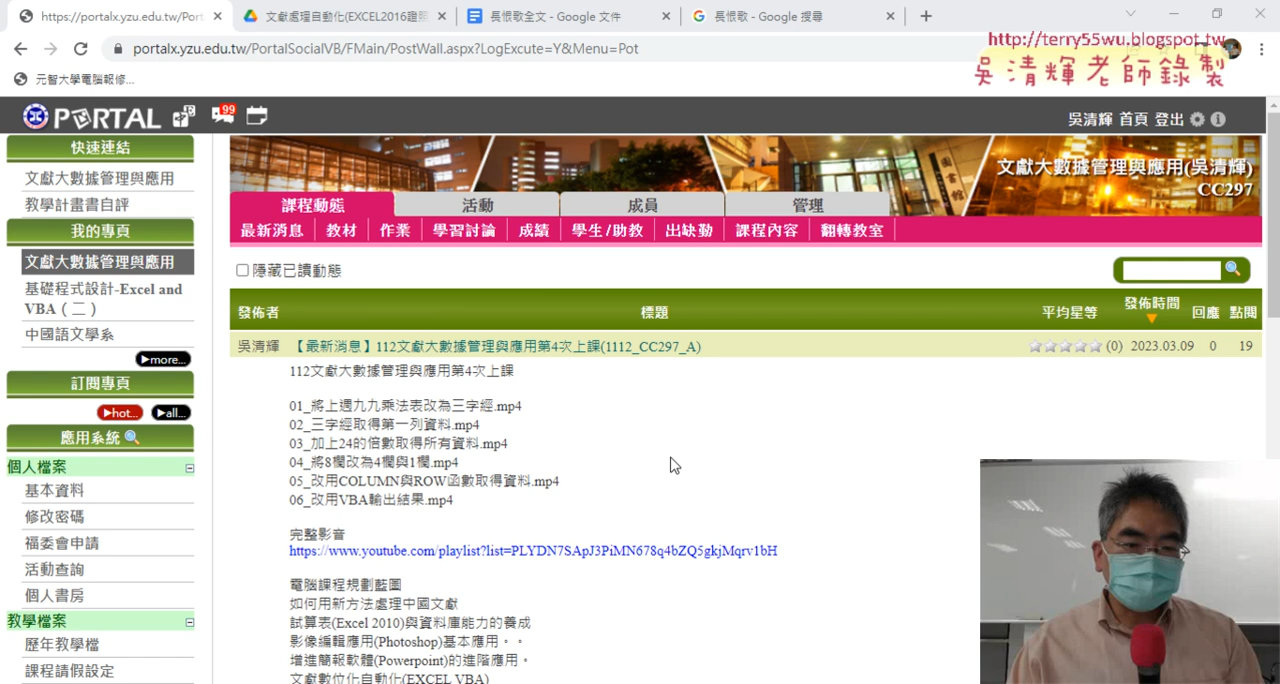 https://portalx.yzu.edu.tw/Port
文獻處理自動化(EXCEL2016證照
長恨歌全文 - Google 文件
長恨歌 - Google 搜尋
portalx.yzu.edu.tw/PortalSocialVB/FMain/PostWall.aspx?LogExcute=Y&Menu=Pot
http://terry55wu.blogspot.tw
元智大學電腦報修...
吳清輝老師錄製
PORTAL
99
吳清輝 首頁 登出
快速連結
文獻大數據管理與應用
教學計畫書自評
我的專頁
文獻大數據管理與應用
基礎程式設計-Excel and
VBA（二）
中國語文學系
more...
訂閱專頁
hot...
all...
應用系統
個人檔案
基本資料
修改密碼
福委會申請
活動查詢
個人書房
教學檔案
歷年教學檔
課程請假設定
文獻大數據管理與應用(吳清輝)
CC297
圖書館
課程動態 活動 成員 管理
最新消息 教材 作業 學習討論 成績 學生/助教 出缺勤 課程內容 翻轉教室
隱藏已讀動態
發佈者 標題 平均星等 發佈時間 回應 點閱
吳清輝 【最新消息】112文獻大數據管理與應用第4次上課(1112_CC297_A) (0) 2023.03.09 0 19
112文獻大數據管理與應用第4次上課
01_將上週九九乘法表改為三字經.mp4
02_三字經取得第一列資料.mp4
03_加上24的倍數取得所有資料.mp4
04_將8欄改為4欄與1欄.mp4
05_改用COLUMN與ROW函數取得資料.mp4
06_改用VBA輸出結果.mp4
完整影音
https://www.youtube.com/playlist?list=PLYDN7SApJ3PiMN678q4bZQ5gkjMqrv1bH
電腦課程規劃藍圖
如何用新方法處理中國文獻
試算表(Excel 2010)與資料庫能力的養成
影像編輯應用(Photoshop)基本應用。。
增進簡報軟體(Powerpoint)的進階應用。
文獻數位化自動化(EXCEL VBA)